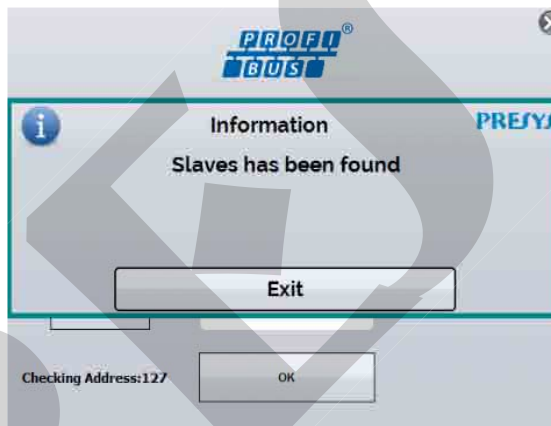 PROFI®
BUS
Information
PRESYS
Slaves has been found
Exit
Checking Address:127
OK